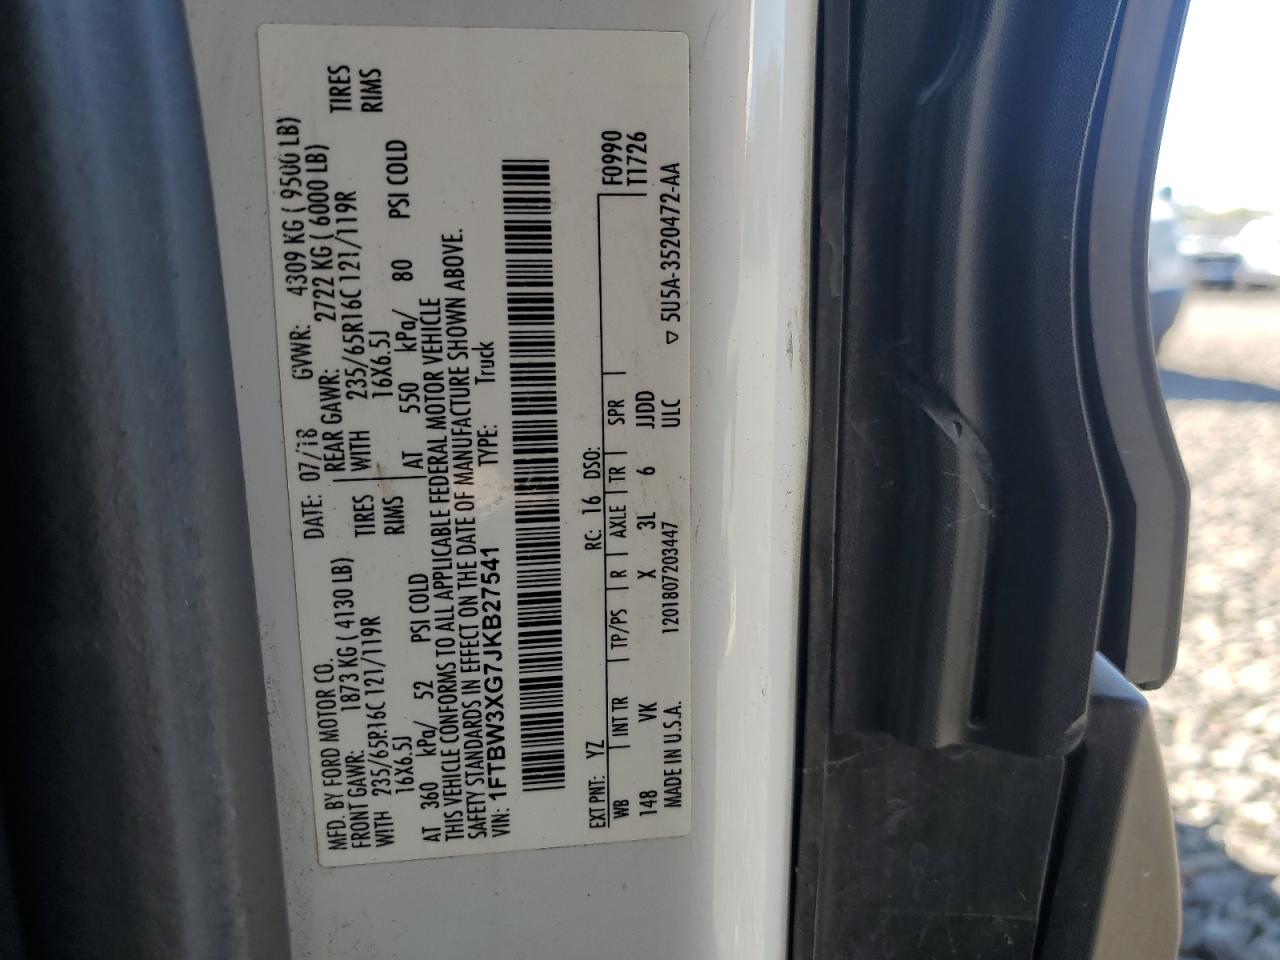 MFD. BY FORD MOTOR CO. DATE: 07/18 GVWR: 4309 KG ( 9500 LB)
FRONT GAWR: 1873 KG ( 4130 LB) REAR GAWR: 2722 KG ( 6000 LB)
WITH 235/65R16C 121/119R TIRES WITH 235/65R16C 121/119R TIRES
16X6.5J RIMS 16X6.5J RIMS
AT 360 kPa/ 52 PSI COLD AT 550 kPa/ 80 PSI COLD
THIS VEHICLE CONFORMS TO ALL APPLICABLE FEDERAL MOTOR VEHICLE
SAFETY STANDARDS IN EFFECT ON THE DATE OF MANUFACTURE SHOWN ABOVE.
VIN: 1FTBW3XG7JKB27541 TYPE: Truck
EXT PNT: YZ RC: 16 DSO: F0990
WB INT TR TP/PS R AXLE TR SPR T1726
148 VK X 3L 6 JJDD
MADE IN U.S.A. 1201807203447 ULC ▽ 5U5A-3520472-AA